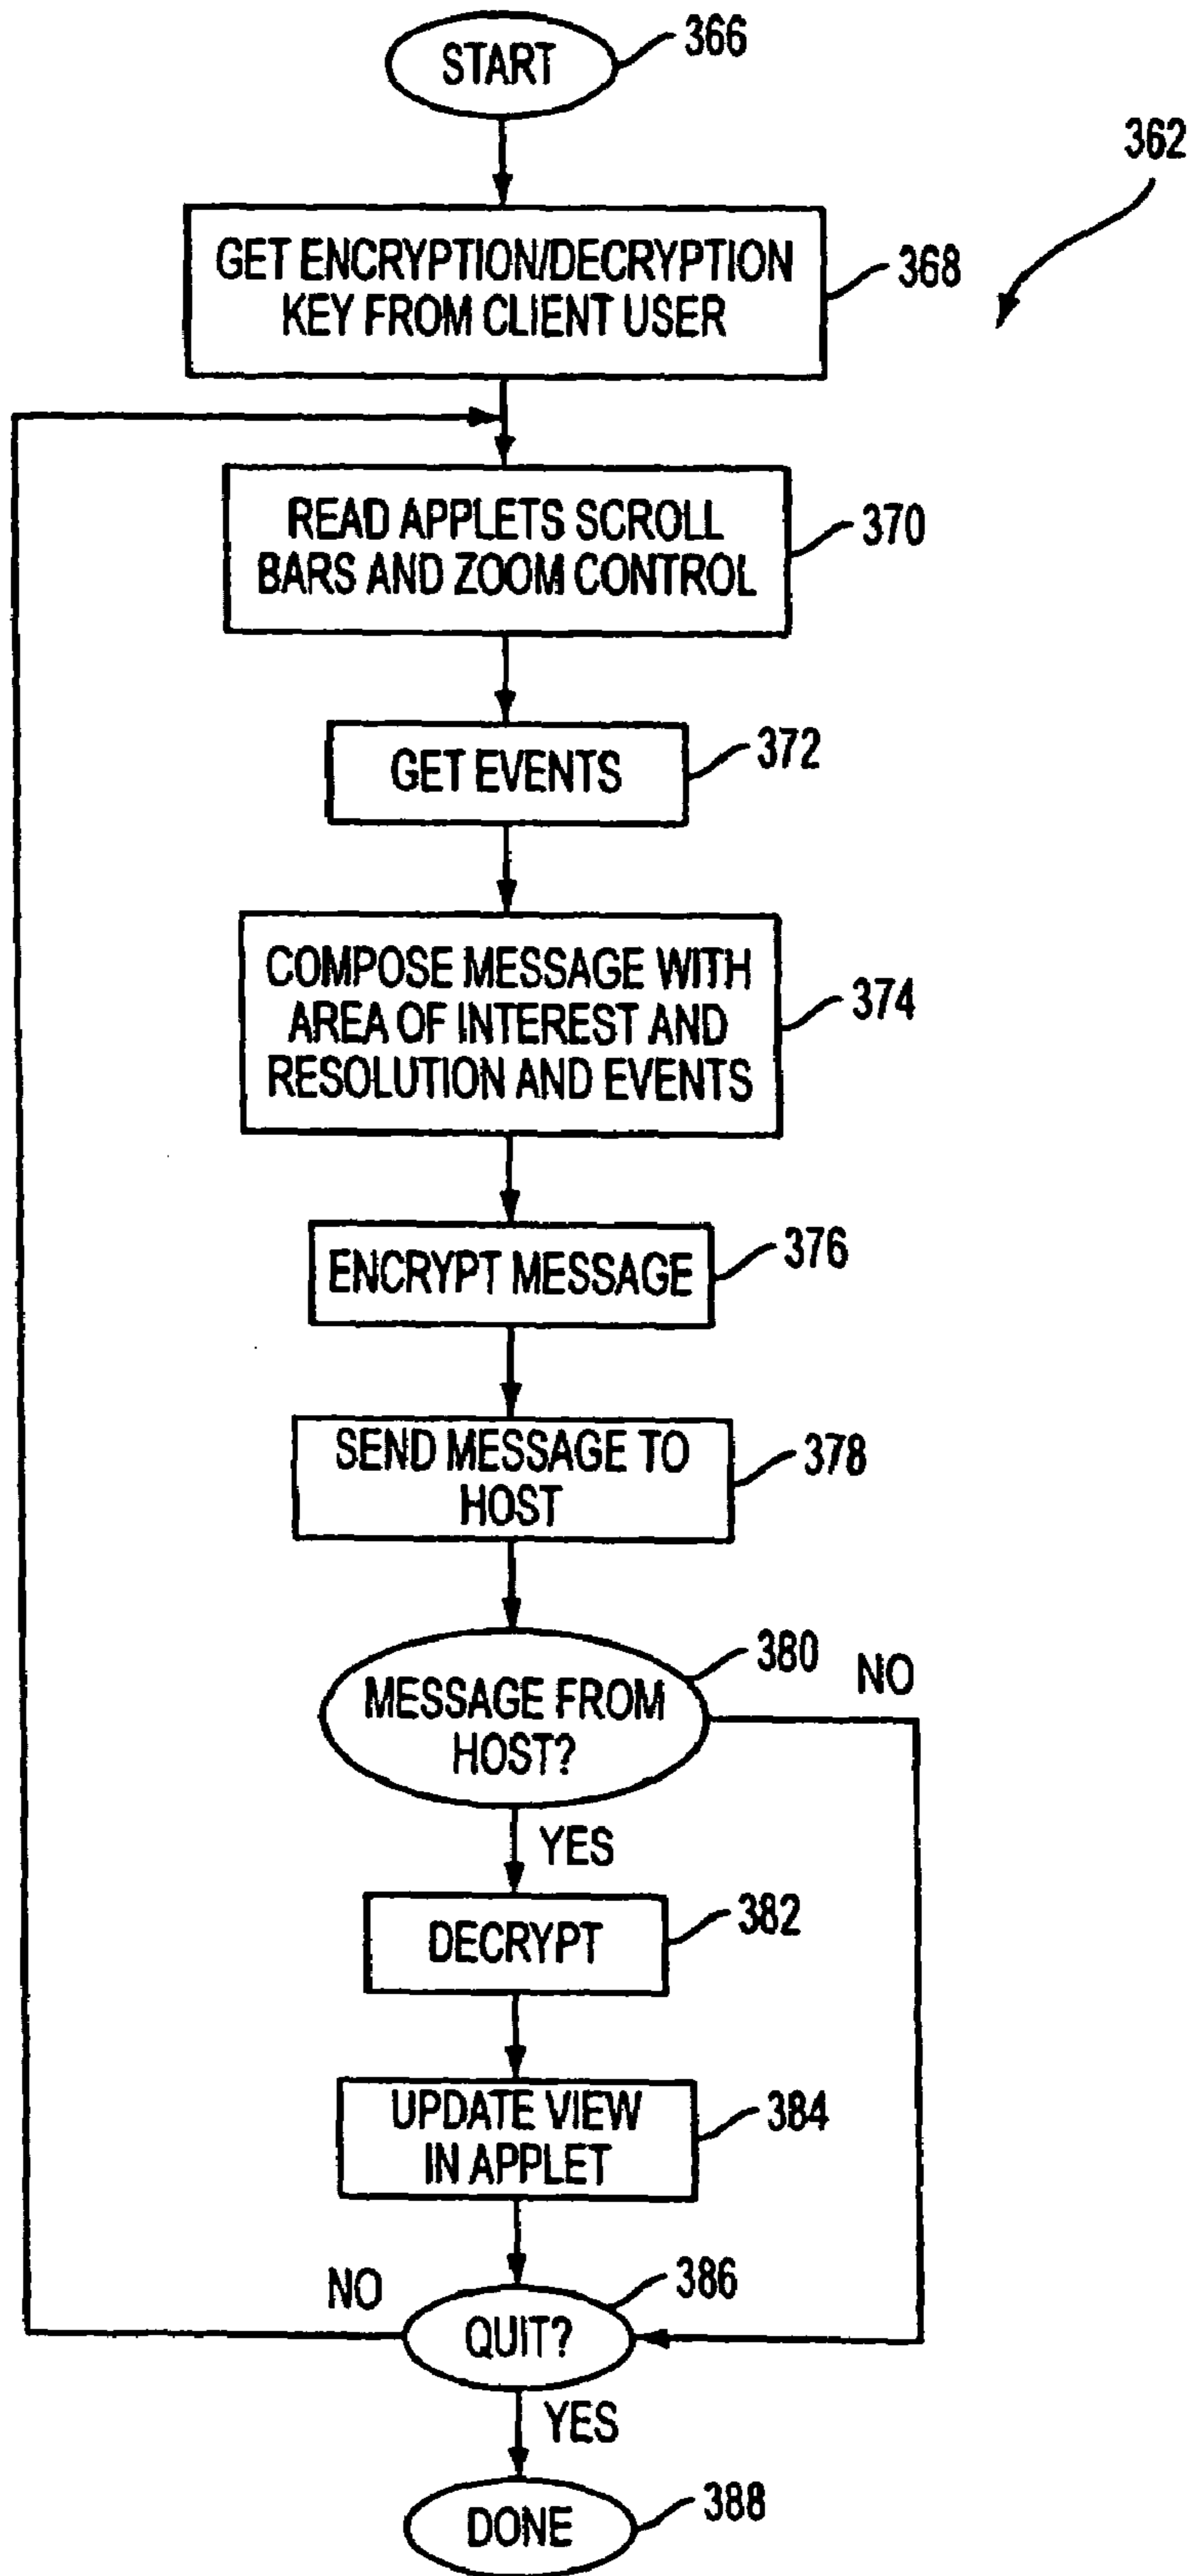 START
366
362
GET ENCRYPTION/DECRYPTION
KEY FROM CLIENT USER
368
READ APPLETS SCROLL
BARS AND ZOOM CONTROL
370
GET EVENTS
372
COMPOSE MESSAGE WITH
AREA OF INTEREST AND
RESOLUTION AND EVENTS
374
ENCRYPT MESSAGE
376
SEND MESSAGE TO
HOST
378
MESSAGE FROM
HOST?
380
NO
YES
DECRYPT
382
UPDATE VIEW
IN APPLET
384
NO
QUIT?
386
YES
DONE
388